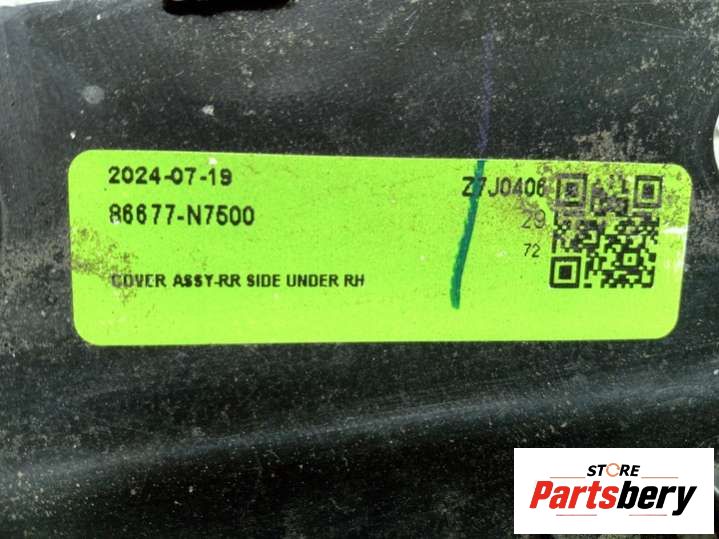 2024-07-19
Z7J0406
86677-N7500
29
72
COVER ASSY-RR SIDE UNDER RH
STORE
Partsbery